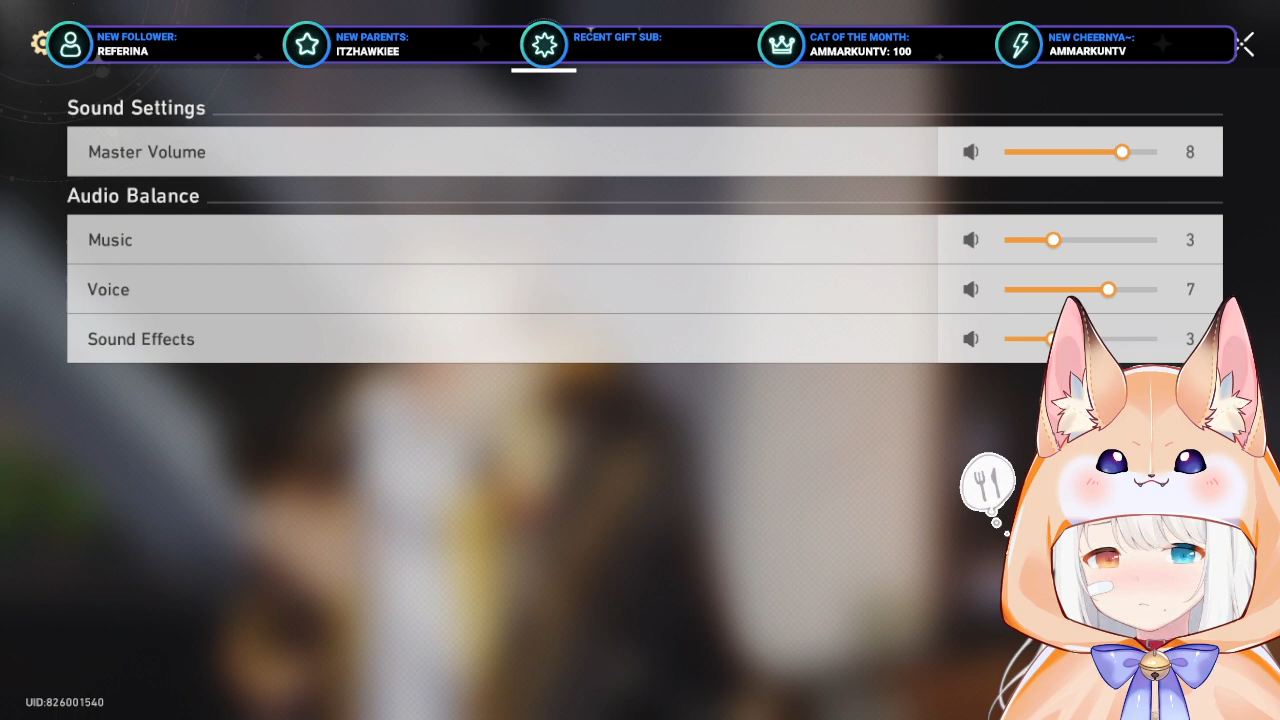 NEW FOLLOWER:
REFERINA
NEW PARENTS:
ITZHAWKIEE
RECENT GIFT SUB:
CAT OF THE MONTH:
AMMARKUNTV: 100
NEW CHEERNYA~:
AMMARKUNTV
Sound Settings
Master Volume 8
Audio Balance
Music 3
Voice 7
Sound Effects 3
UID:826001540